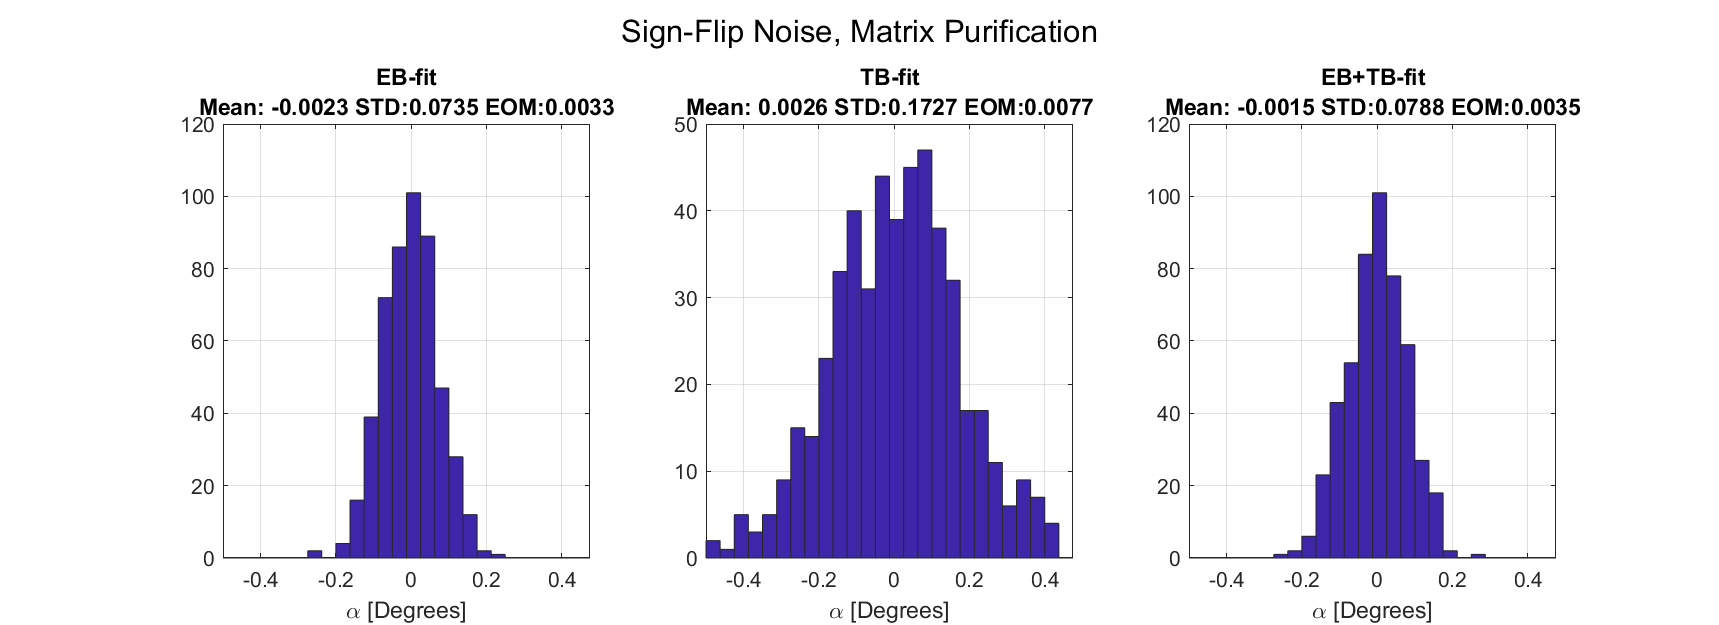 Sign-Flip Noise, Matrix Purification
EB-fit
Mean: -0.0023 STD:0.0735 EOM:0.0033
120
100
80
60
40
20
0
-0.4 -0.2 0 0.2 0.4
α [Degrees]
TB-fit
Mean: 0.0026 STD:0.1727 EOM:0.0077
50
40
30
20
10
0
-0.4 -0.2 0 0.2 0.4
α [Degrees]
EB+TB-fit
Mean: -0.0015 STD:0.0788 EOM:0.0035
120
100
80
60
40
20
0
-0.4 -0.2 0 0.2 0.4
α [Degrees]